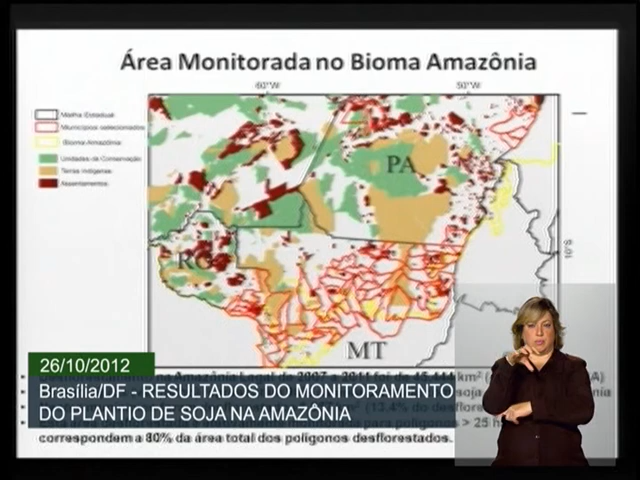 Área Monitorada no Bioma Amazônia
60°W
50°W
Malha Estadual
Municípios selecionados
Bioma Amazônia
Unidades de Conservação
Terras Indígenas
Assentamentos
PA
RO
10°S
MT
26/10/2012
Brasília/DF - RESULTADOS DO MONITORAMENTO
DO PLANTIO DE SOJA NA AMAZÔNIA
correspondem a 80% da área total dos polígonos desflorestados.